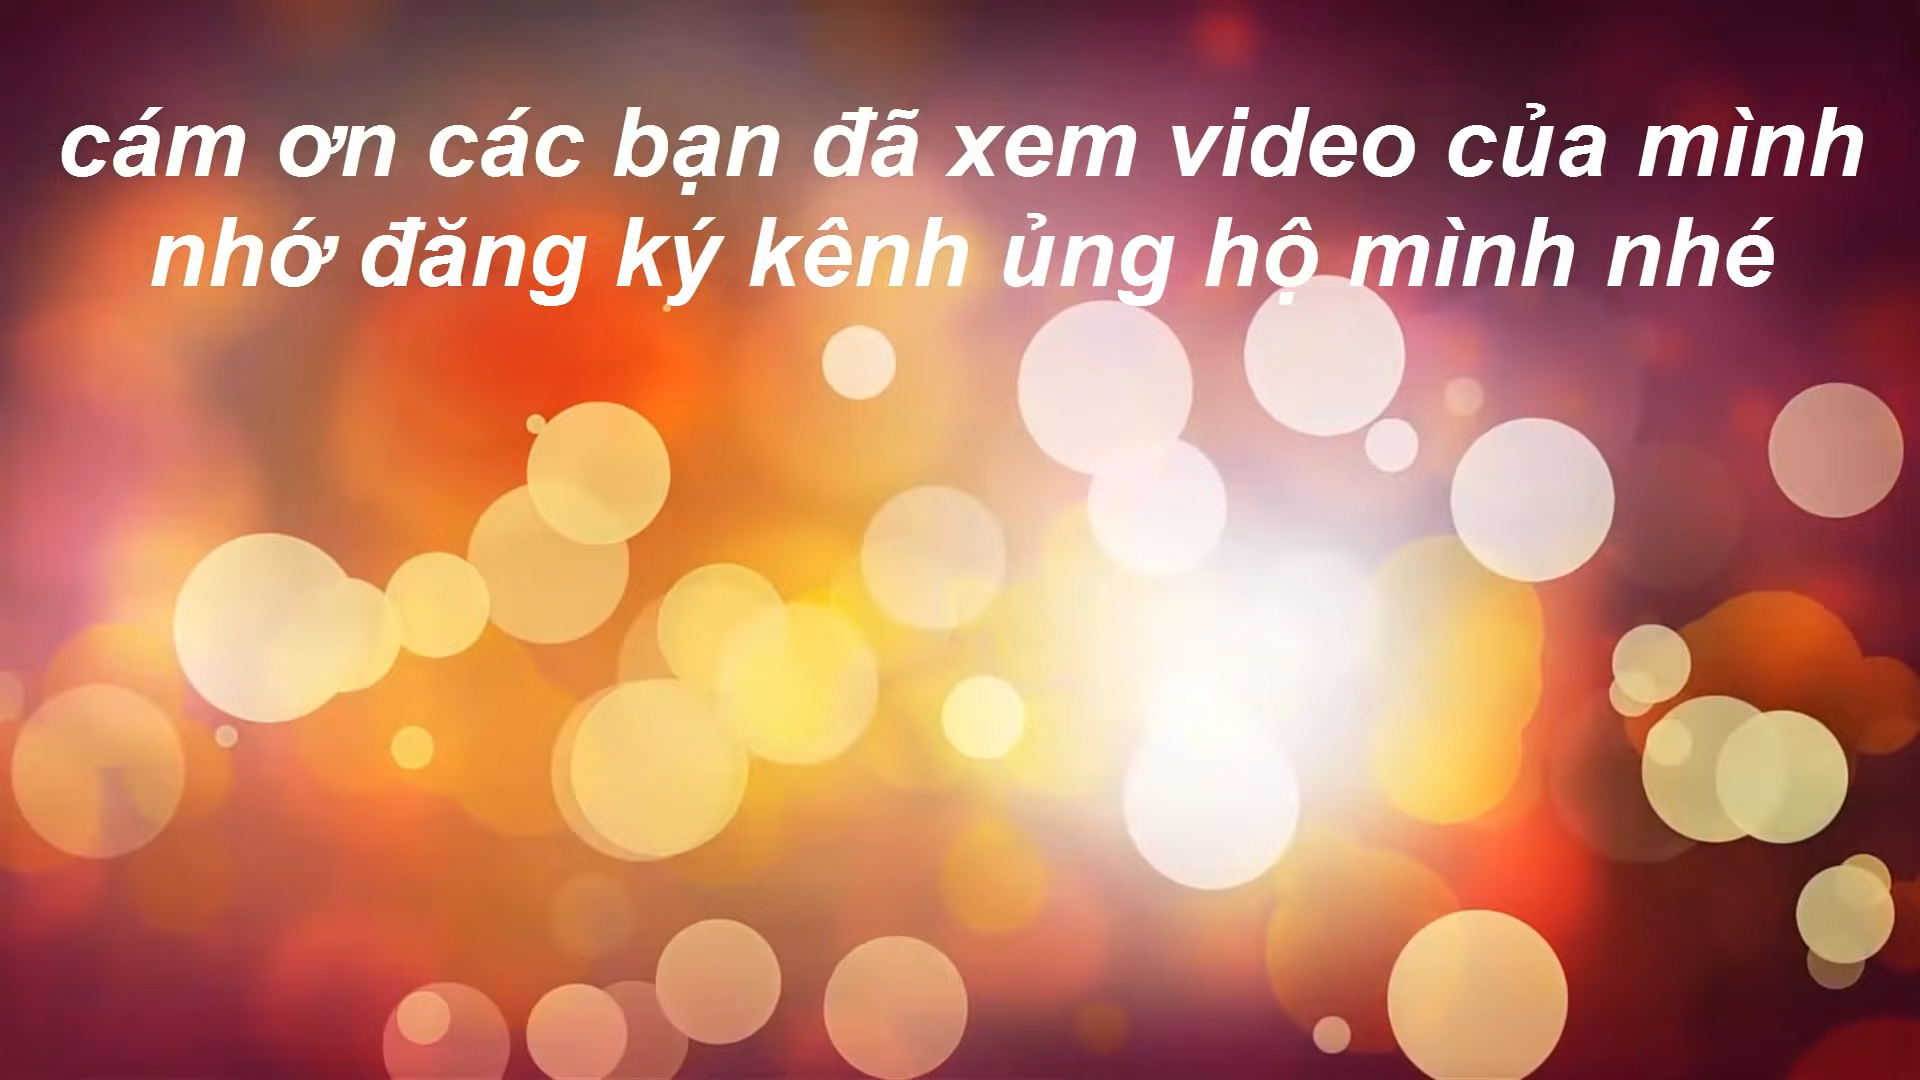 cám ơn các bạn đã xem video của mình
nhớ đăng ký kênh ủng hộ mình nhé